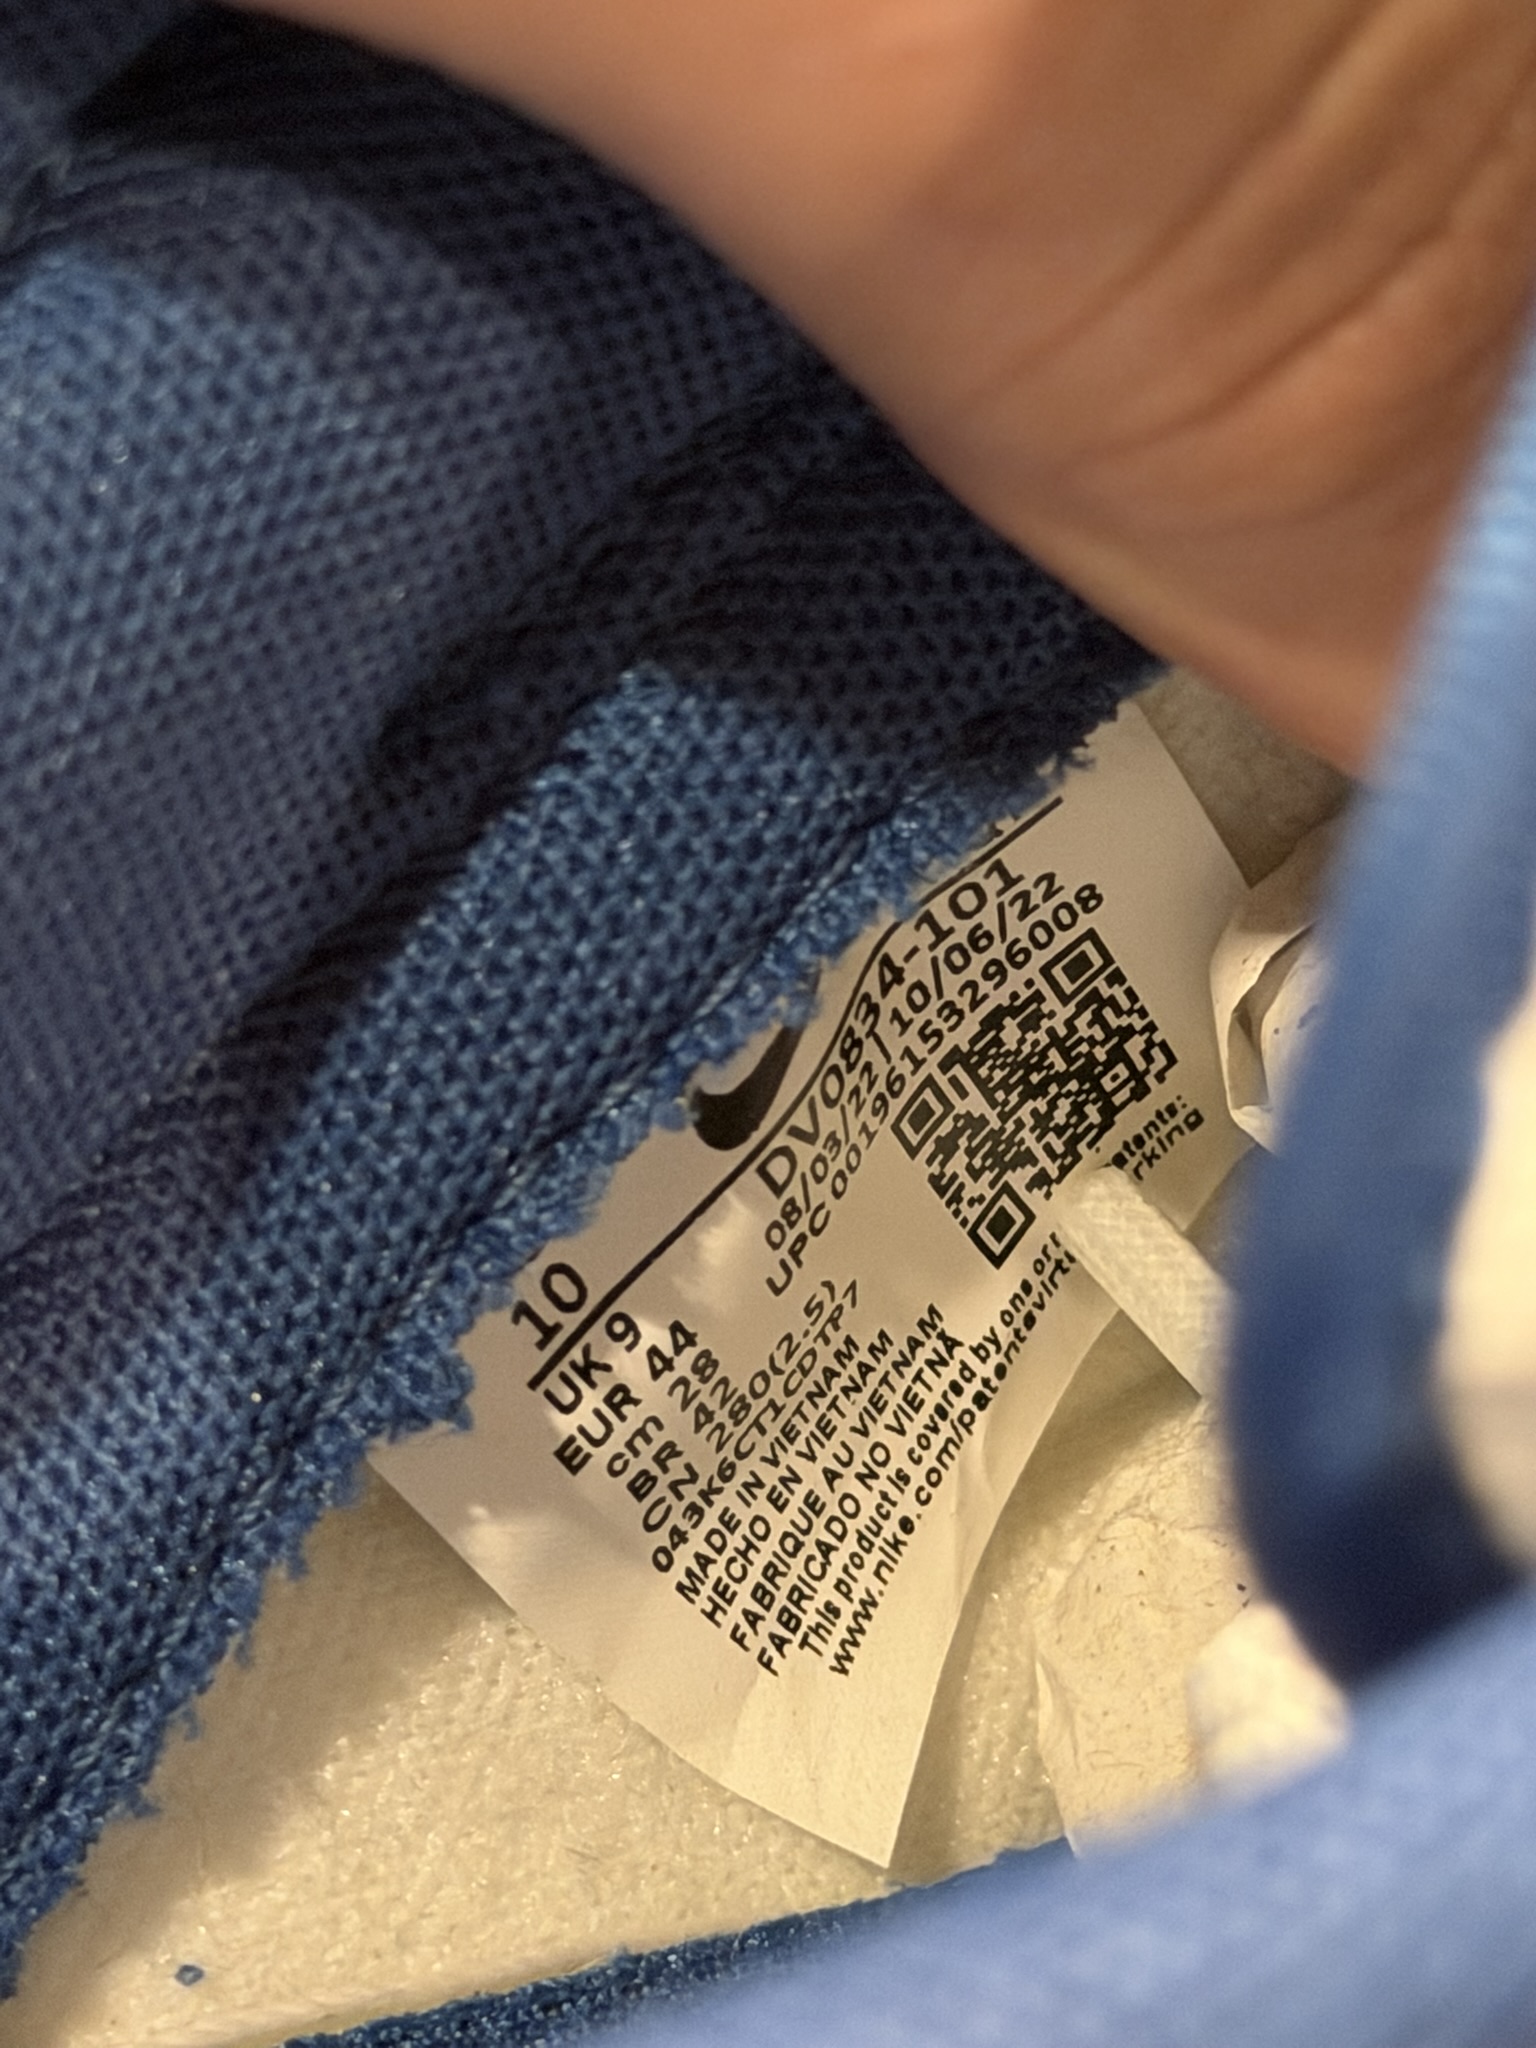 10
UK 9
EUR 44
cm 28
BR 42
CN 280(2.5)
043K6CT1CDTP7
MADE IN VIETNAM
HECHO EN VIETNAM
FABRIQUE AU VIETNAM
FABRICADO NO VIETNÃ
This product is covered by one or
www.nike.com/patents
DV0834-101
08/03/22 10/06/22
UPC 00196153296008